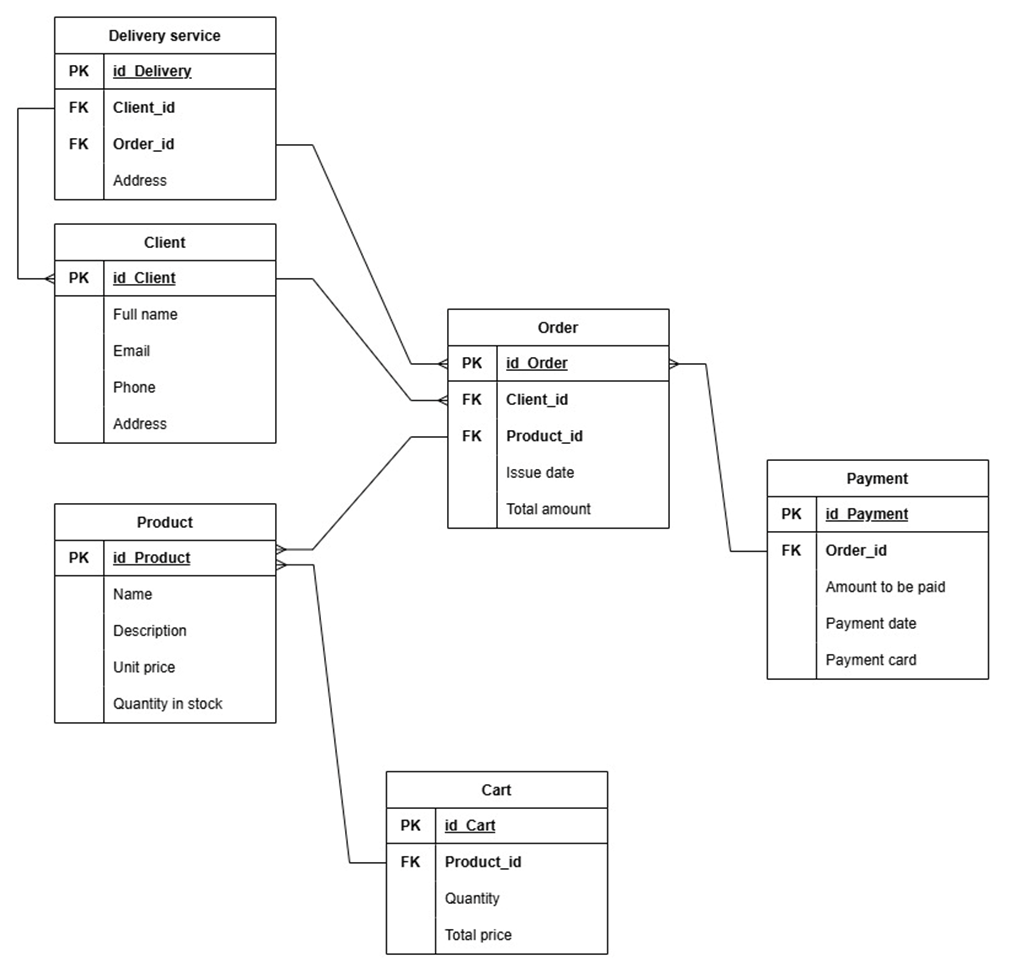 Delivery service
PK id_Delivery
FK Client_id
FK Order_id
Address
Client
PK id_Client
Full name
Email
Phone
Address
Order
PK id_Order
FK Client_id
FK Product_id
Issue date
Total amount
Payment
PK id_Payment
FK Order_id
Amount to be paid
Payment date
Payment card
Product
PK id_Product
Name
Description
Unit price
Quantity in stock
Cart
PK id_Cart
FK Product_id
Quantity
Total price